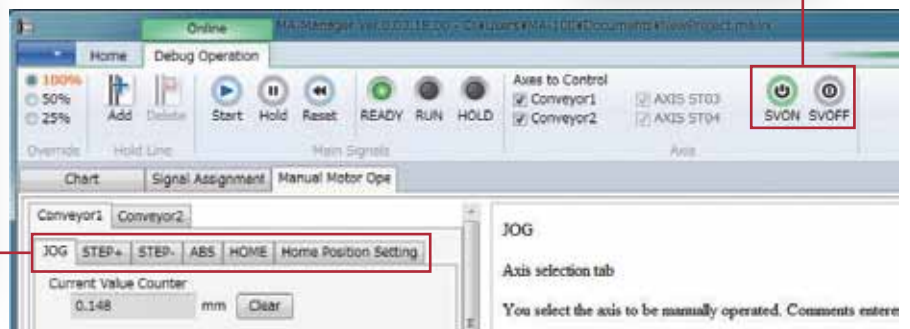 Online
Home Debug Operation
100%
50%
25%
Override
Add Delete
Hold Line
Start Hold Reset READY RUN HOLD
Main Signals
Axes to Control
Conveyor1 AXIS ST03
Conveyor2 AXIS ST04
SVON SVOFF
Axis
Chart Signal Assignment Manual Motor Ope
Conveyor1 Conveyor2
JOG STEP+ STEP- ABS HOME Home Position Setting
Current Value Counter
0.148 mm Clear
JOG
Axis selection tab
You select the axis to be manually operated. Comments entere